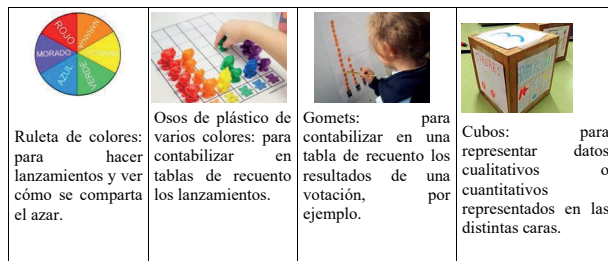 ROJO
NARANJA
VERDE
AZUL
MORADO
Ruleta de colores:
para hacer
lanzamientos y ver
cómo se comparta
el azar.
Osos de plástico de
varios colores: para
contabilizar en
tablas de recuento
los lanzamientos.
Gomets: para
contabilizar en una
tabla de recuento los
resultados de una
votación, por
ejemplo.
Cubos: para
representar datos
cualitativos o
cuantitativos
representados en las
distintas caras.